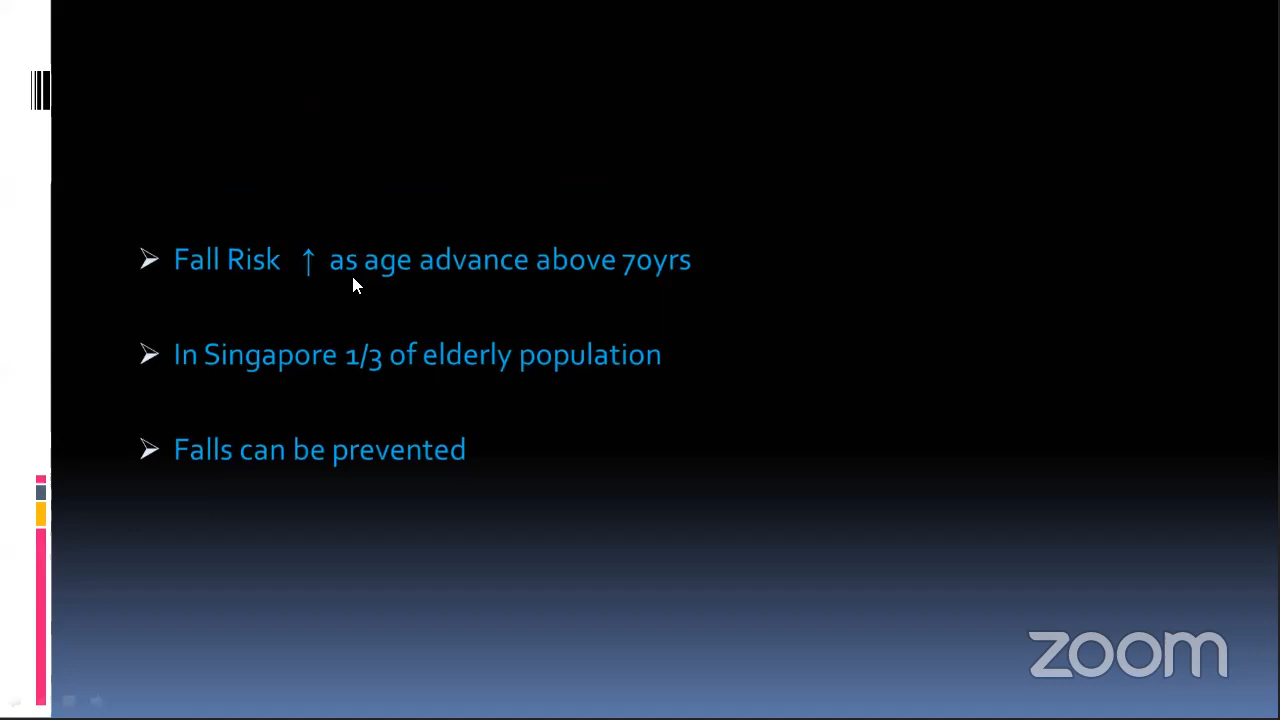 Fall Risk ↑ as age advance above 70yrs
In Singapore 1/3 of elderly population
Falls can be prevented
zoom